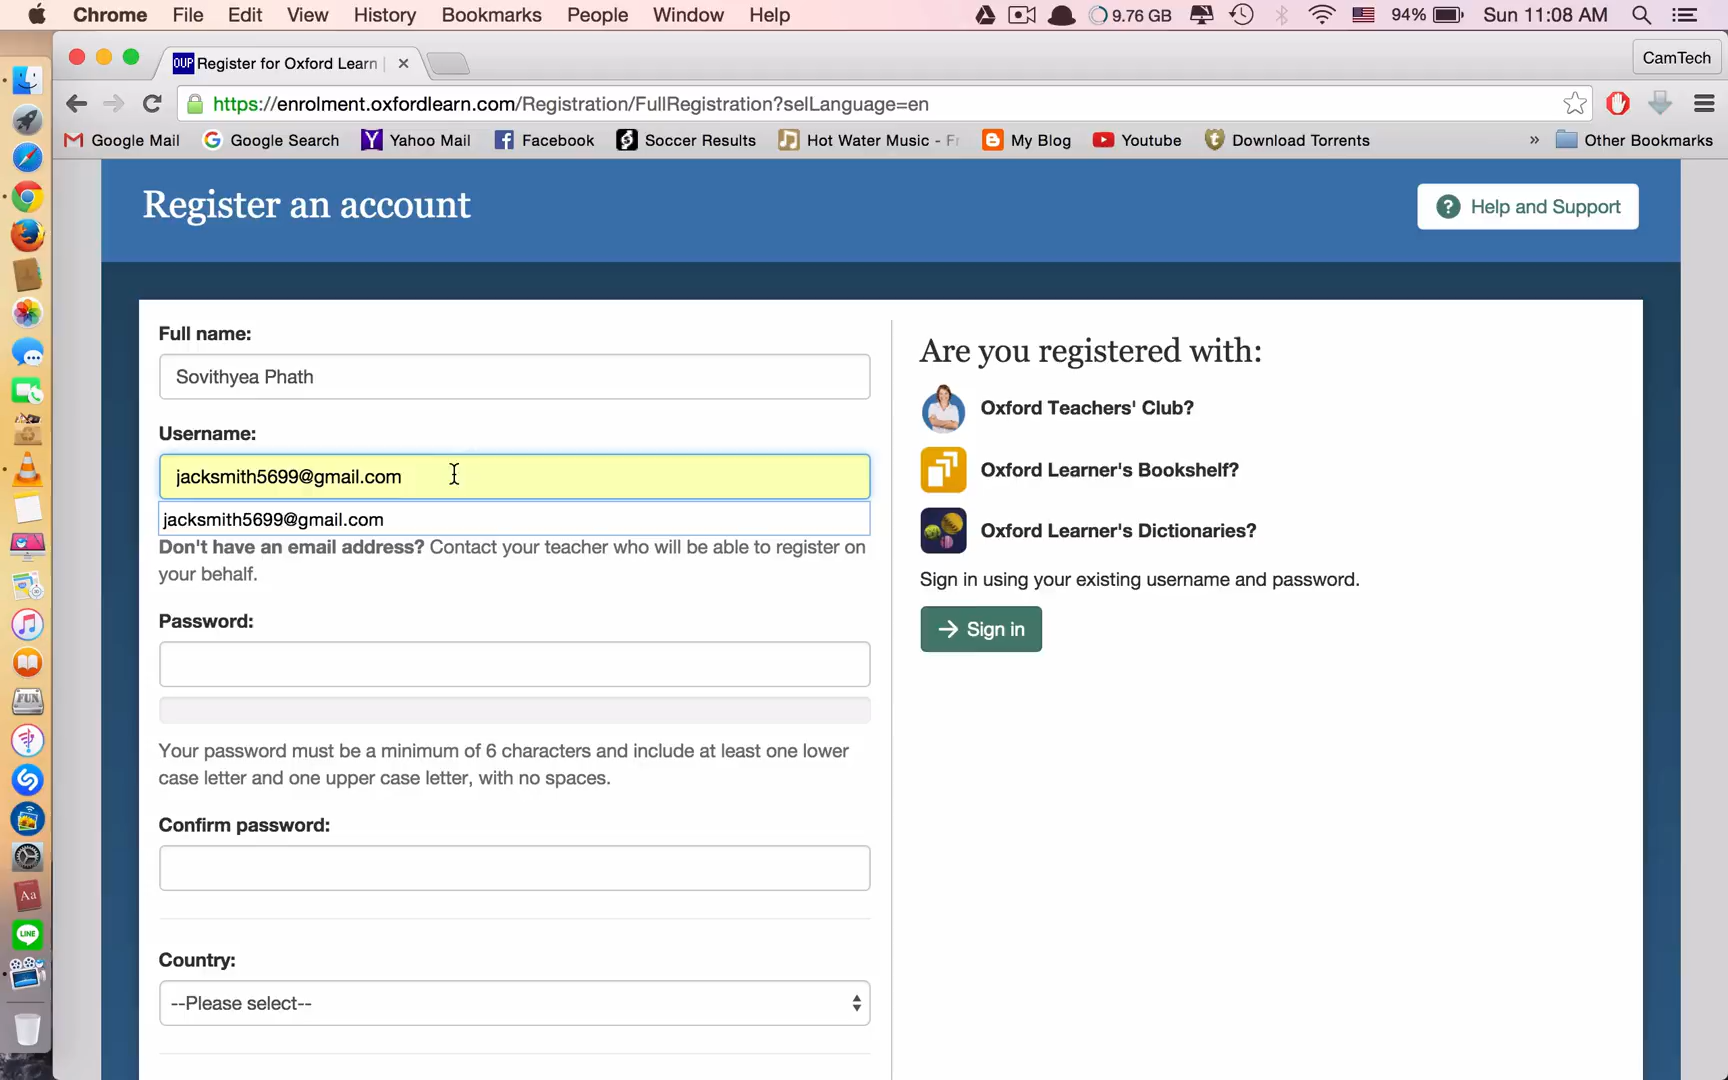 Chrome File Edit View History Bookmarks People Window Help 9.76 GB 94% Sun 11:08 AM
OUP Register for Oxford Learn CamTech
https://enrolment.oxfordlearn.com/Registration/FullRegistration?selLanguage=en
Google Mail Google Search Yahoo Mail Facebook Soccer Results Hot Water Music - Fr My Blog Youtube Download Torrents » Other Bookmarks
Register an account
? Help and Support
Full name:
Sovithyea Phath
Username:
jacksmith5699@gmail.com
jacksmith5699@gmail.com
Don't have an email address? Contact your teacher who will be able to register on
your behalf.
Password:
Your password must be a minimum of 6 characters and include at least one lower
case letter and one upper case letter, with no spaces.
Confirm password:
Country:
--Please select--
Are you registered with:
Oxford Teachers' Club?
Oxford Learner's Bookshelf?
Oxford Learner's Dictionaries?
Sign in using your existing username and password.
Sign in
FUN
Aa
LINE